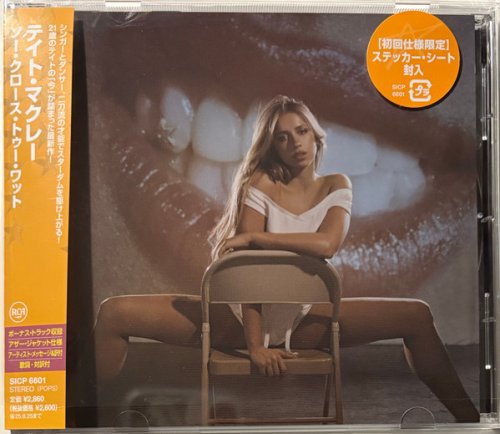 テイト・マクレー
ソー・クロース・トゥー・ワット
シンガーとダンサー、二刀流の才能でスターダムを駆け上がる!
21歳のテイトの「今」が詰まった最新作!
RCA
ボーナス・トラック収録
アザー・ジャケット仕様
アーティスト・メッセージ&訳付
歌詞・対訳付
SICP 6601
STEREO (POPS)
定価 ¥2,860
(税抜価格 ¥2,600)
【初回仕様限定】
ステッカー・シート
封入
SICP
6601